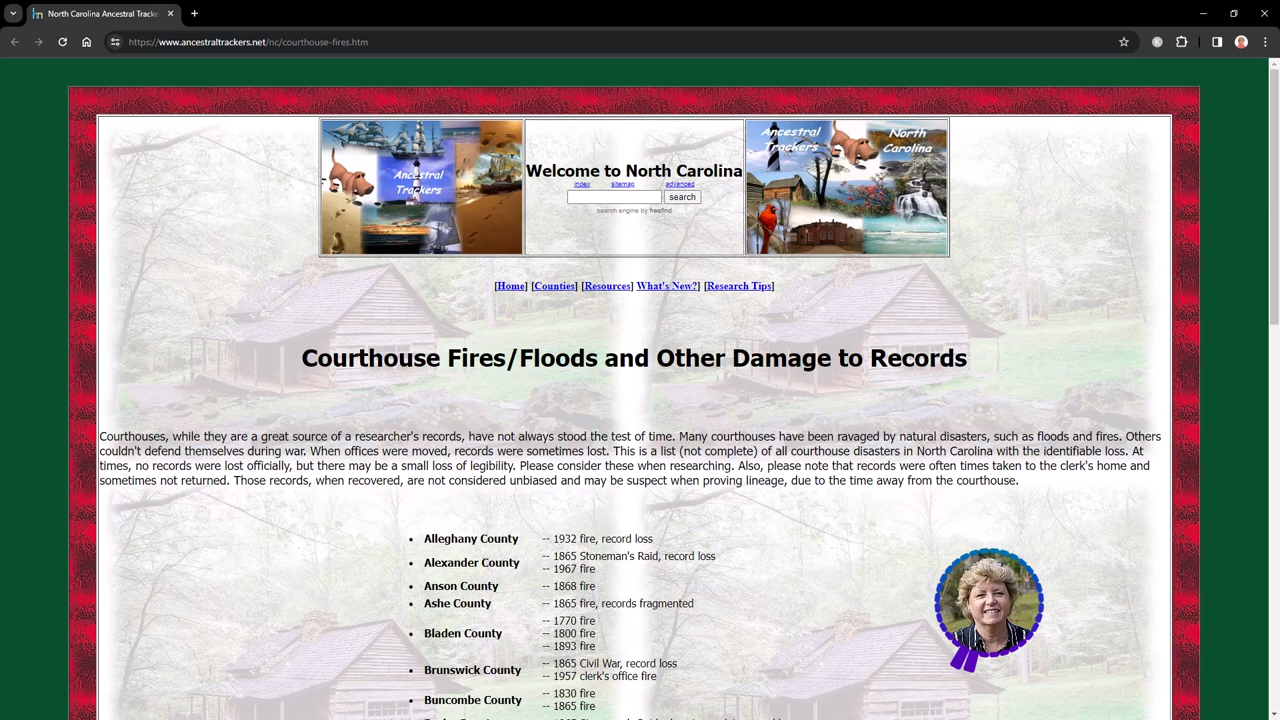 North Carolina Ancestral Tracke
https://www.ancestraltrackers.net/nc/courthouse-fires.htm
Ancestral
Trackers
Welcome to North Carolina
index sitemap advanced
search
search engine by freefind
Ancestral
Trackers
North
Carolina
[Home] [Counties] [Resources] What's New?] [Research Tips]
Courthouse Fires/Floods and Other Damage to Records
Courthouses, while they are a great source of a researcher's records, have not always stood the test of time. Many courthouses have been ravaged by natural disasters, such as floods and fires. Others
couldn't defend themselves during war. When offices were moved, records were sometimes lost. This is a list (not complete) of all courthouse disasters in North Carolina with the identifiable loss. At
times, no records were lost officially, but there may be a small loss of legibility. Please consider these when researching. Also, please note that records were often times taken to the clerk's home and
sometimes not returned. Those records, when recovered, are not considered unbiased and may be suspect when proving lineage, due to the time away from the courthouse.
• Alleghany County -- 1932 fire, record loss
• Alexander County -- 1865 Stoneman's Raid, record loss
-- 1967 fire
• Anson County -- 1868 fire
• Ashe County -- 1865 fire, records fragmented
• Bladen County -- 1770 fire
-- 1800 fire
-- 1893 fire
• Brunswick County -- 1865 Civil War, record loss
-- 1957 clerk's office fire
• Buncombe County -- 1830 fire
-- 1865 fire